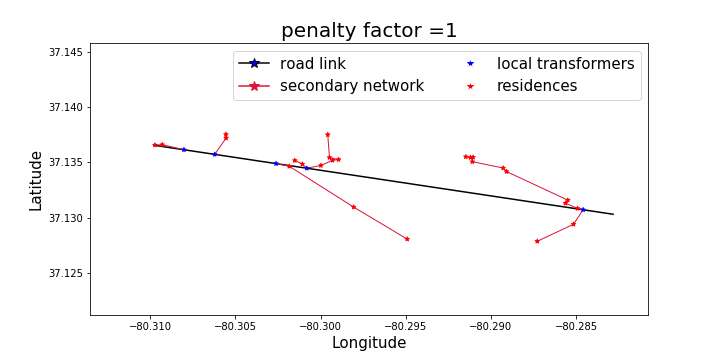 penalty factor =1
road link
secondary network
local transformers
residences
Latitude
37.145
37.140
37.135
37.130
37.125
−80.310
−80.305
−80.300
−80.295
−80.290
−80.285
Longitude